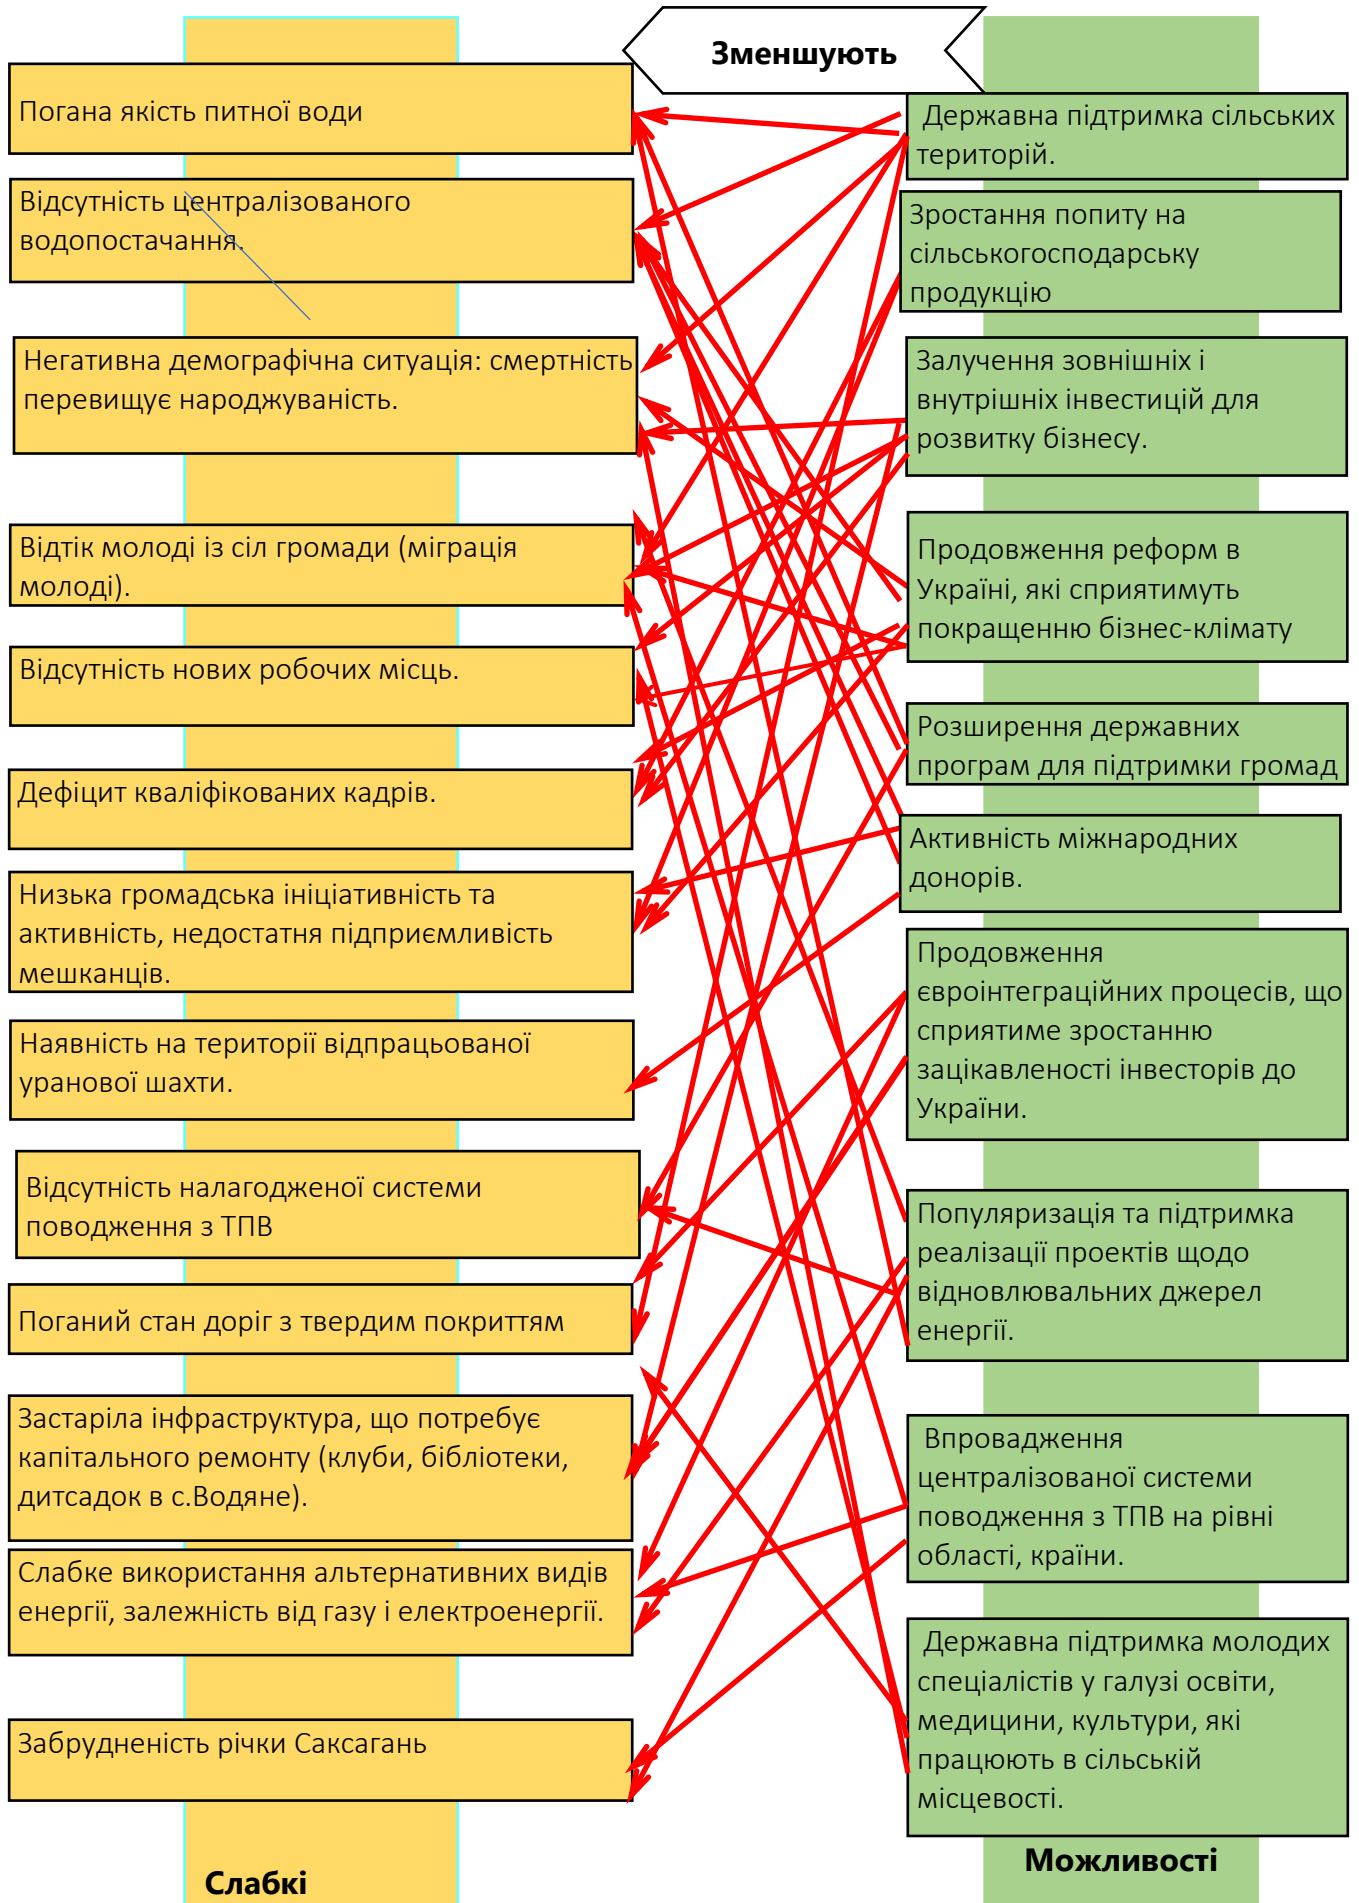 Зменшують
Погана якість питної води
Відсутність централізованого
водопостачання.
Негативна демографічна ситуація: смертність
перевищує народжуваність.
Відтік молоді із сіл громади (міграція
молоді).
Відсутність нових робочих місць.
Дефіцит кваліфікованих кадрів.
Низька громадська ініціативність та
активність, недостатня підприємливість
мешканців.
Наявність на території відпрацьованої
уранової шахти.
Відсутність налагодженої системи
поводження з ТПВ
Поганий стан доріг з твердим покриттям
Застаріла інфраструктура, що потребує
капітального ремонту (клуби, бібліотеки,
дитсадок в с.Водяне).
Слабке використання альтернативних видів
енергії, залежність від газу і електроенергії.
Забрудненість річки Саксагань
Слабкі
Державна підтримка сільських
територій.
Зростання попиту на
сільськогосподарську
продукцію
Залучення зовнішніх і
внутрішніх інвестицій для
розвитку бізнесу.
Продовження реформ в
Україні, які сприятимуть
покращенню бізнес-клімату
Розширення державних
програм для підтримки громад
Активність міжнародних
донорів.
Продовження
євроінтеграційних процесів, що
сприятиме зростанню
зацікавленості інвесторів до
України.
Популяризація та підтримка
реалізації проектів щодо
відновлювальних джерел
енергії.
Впровадження
централізованої системи
поводження з ТПВ на рівні
області, країни.
Державна підтримка молодих
спеціалістів у галузі освіти,
медицини, культури, які
працюють в сільській
місцевості.
Можливості